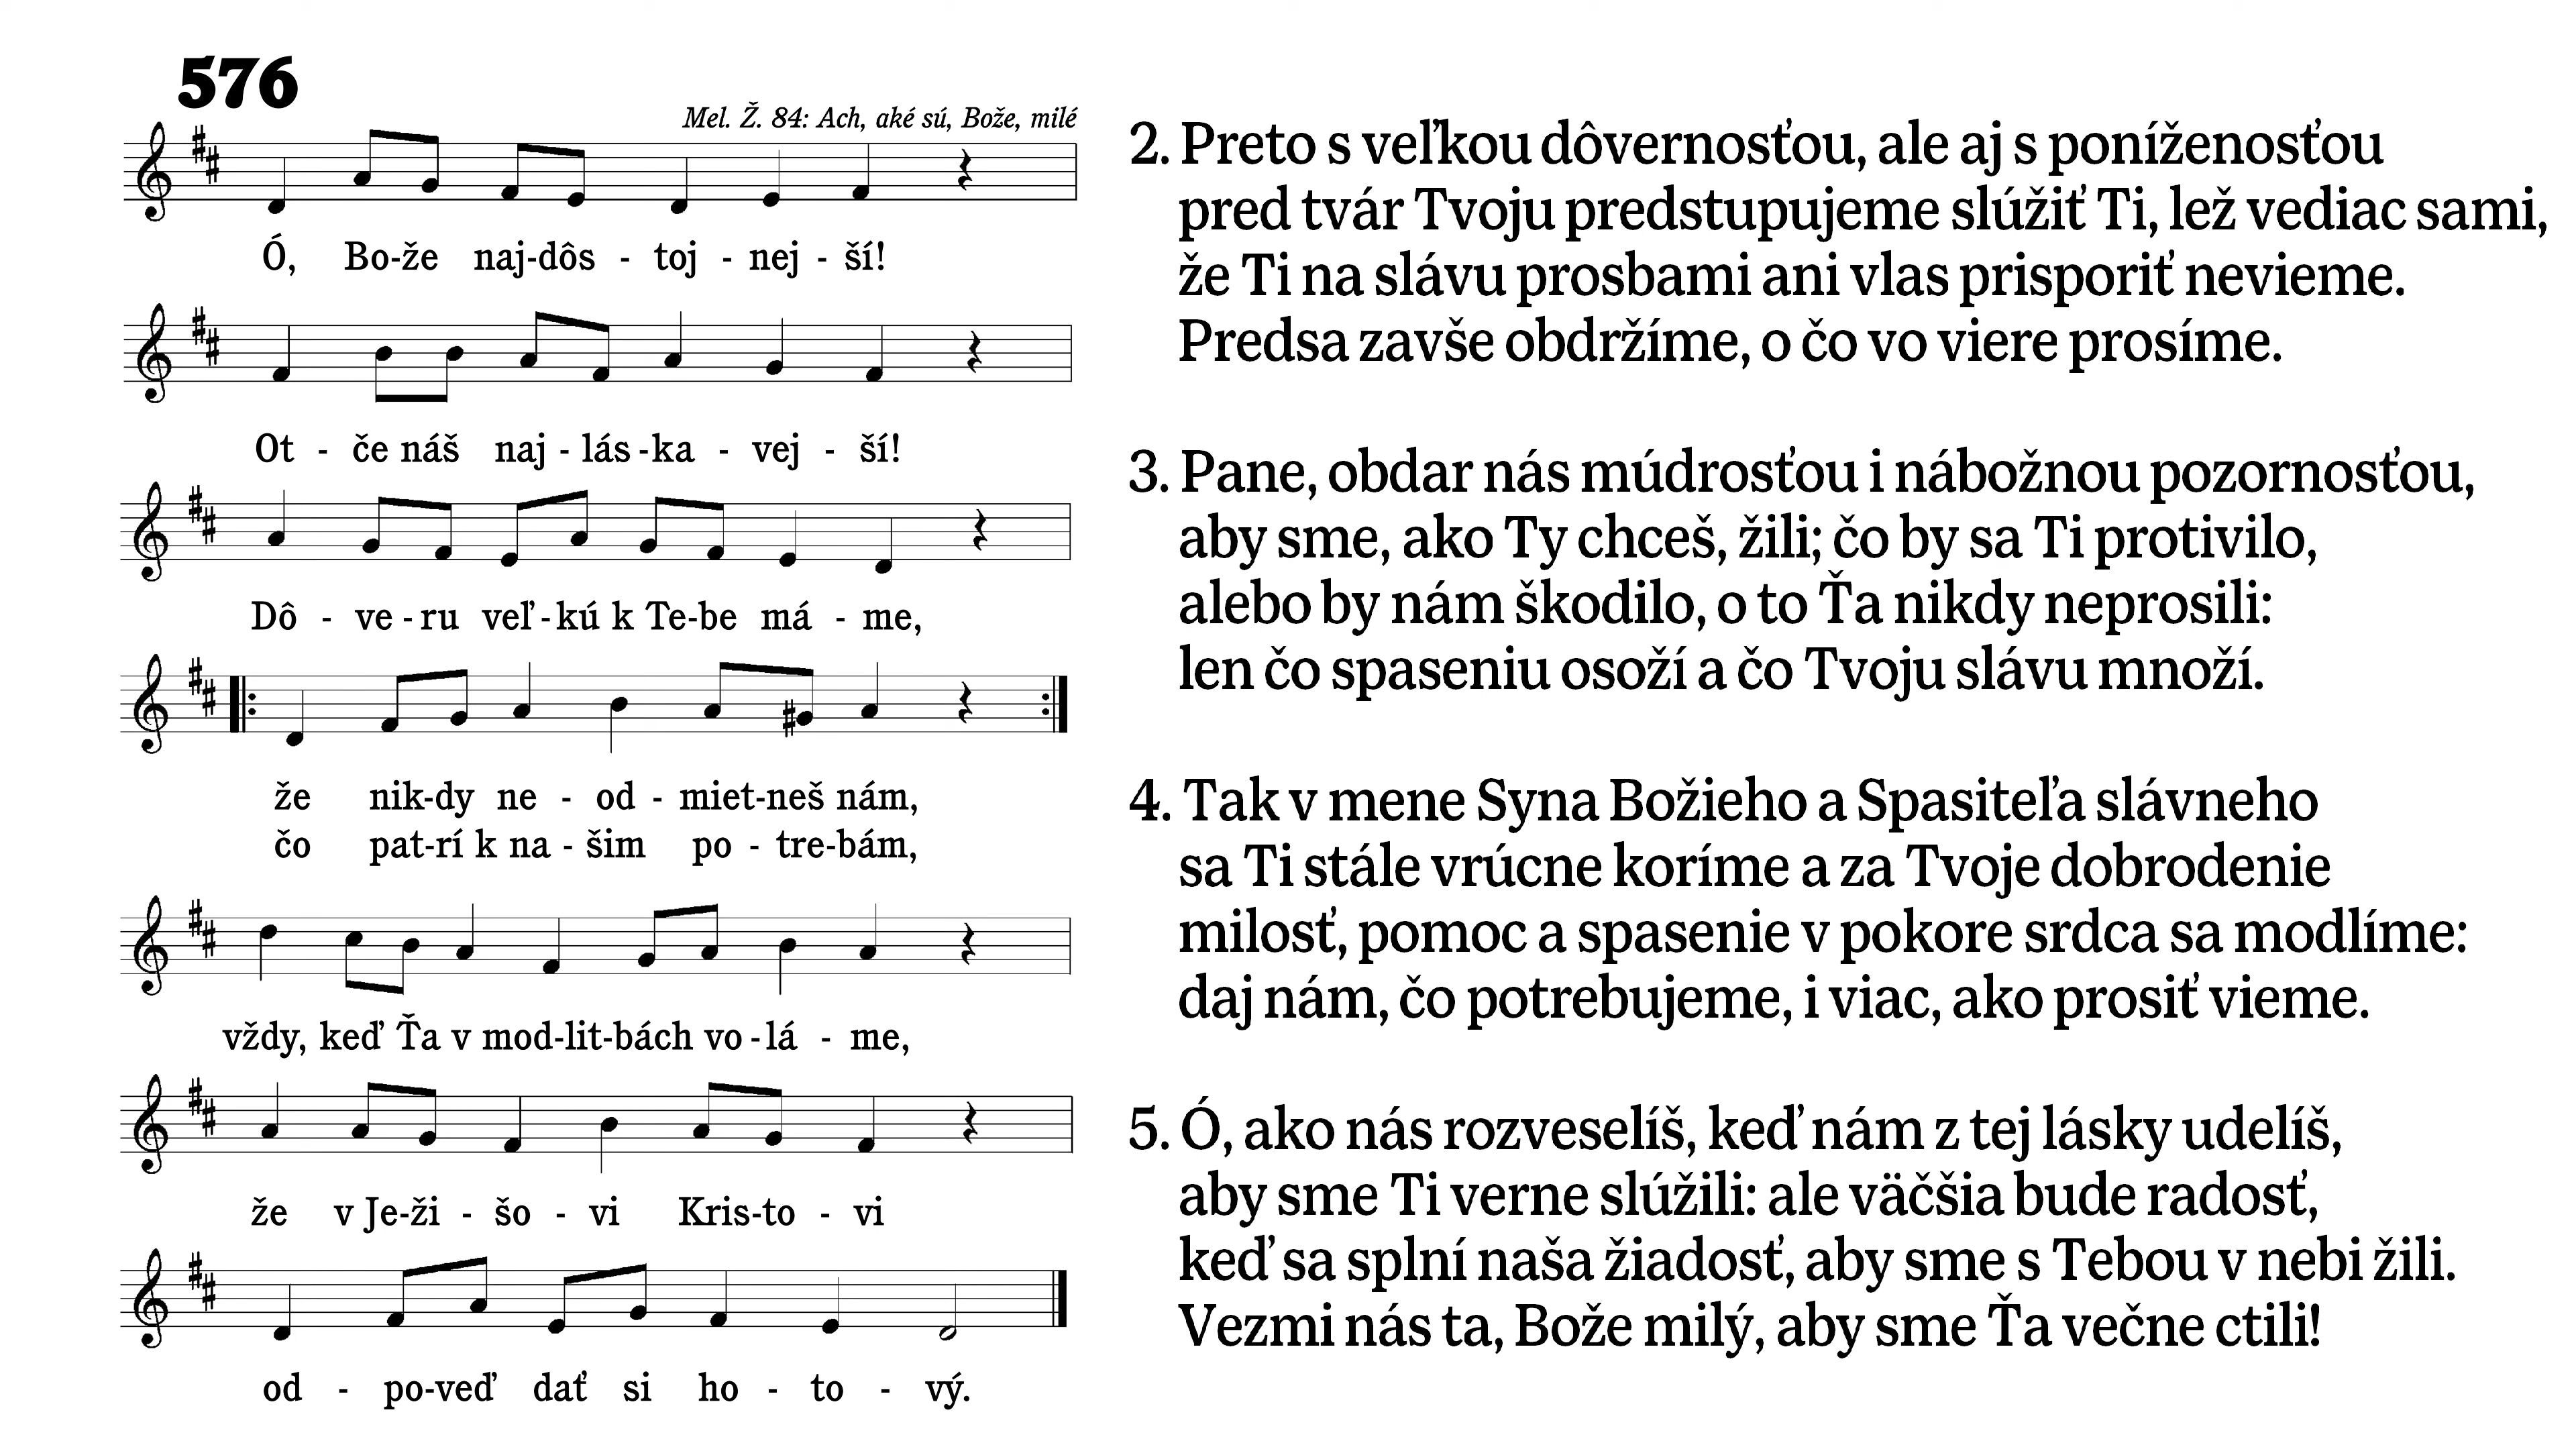 576
Mel. Ž. 84: Ach, aké sú, Bože, milé
Ó, Bo-že naj-dôs - toj - nej - ší!
Ot - če náš naj - lás - ka - vej - ší!
Dô - ve - ru veľ - kú k Te-be má - me,
že nik-dy ne - od - miet-neš nám,
čo pat-rí k na - šim po - tre-bám,
vždy, keď Ťa v mod-lit-bách vo - lá - me,
že v Je-ži - šo - vi Kris-to - vi
od - po-veď dať si ho - to - vý.
2. Preto s veľkou dôvernosťou, ale aj s poníženosťou
pred tvár Tvoju predstupujeme slúžiť Ti, lež vediac sami,
že Ti na slávu prosbami ani vlas prisporiť nevieme.
Predsa zavše obdržíme, o čo vo viere prosíme.
3. Pane, obdar nás múdrosťou i nábožnou pozornosťou,
aby sme, ako Ty chceš, žili; čo by sa Ti protivilo,
alebo by nám škodilo, o to Ťa nikdy neprosili:
len čo spaseniu osoží a čo Tvoju slávu množí.
4. Tak v mene Syna Božieho a Spasiteľa slávneho
sa Ti stále vrúcne koríme a za Tvoje dobrodenie
milosť, pomoc a spasenie v pokore srdca sa modlíme:
daj nám, čo potrebujeme, i viac, ako prosiť vieme.
5. Ó, ako nás rozveselíš, keď nám z tej lásky udelíš,
aby sme Ti verne slúžili: ale väčšia bude radosť,
keď sa splní naša žiadosť, aby sme s Tebou v nebi žili.
Vezmi nás ta, Bože milý, aby sme Ťa večne ctili!